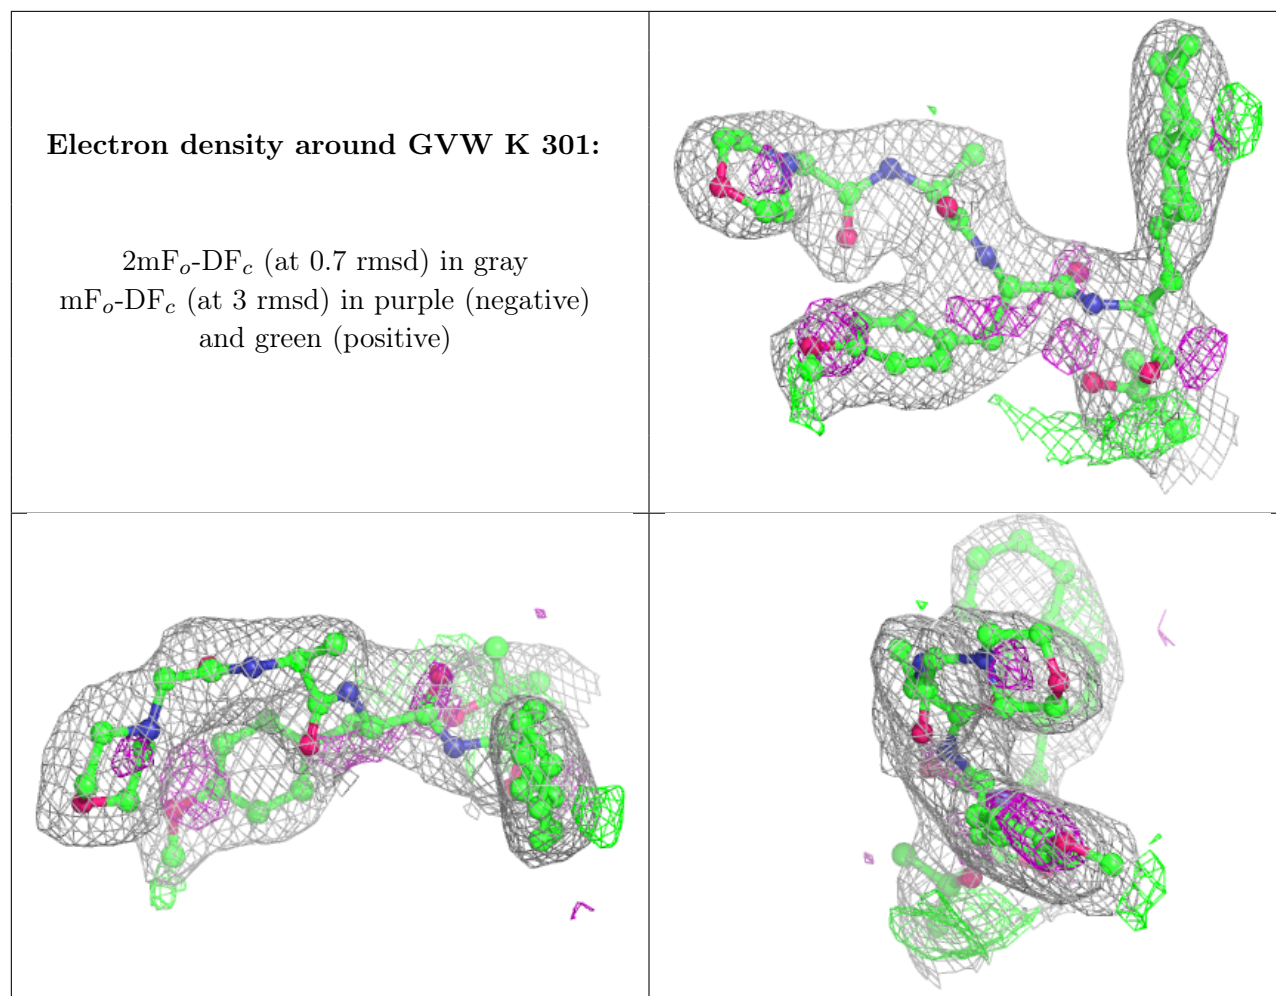 Electron density around GVW K 301:
2mFₒ-DF𝒸 (at 0.7 rmsd) in gray
mFₒ-DF𝒸 (at 3 rmsd) in purple (negative)
and green (positive)